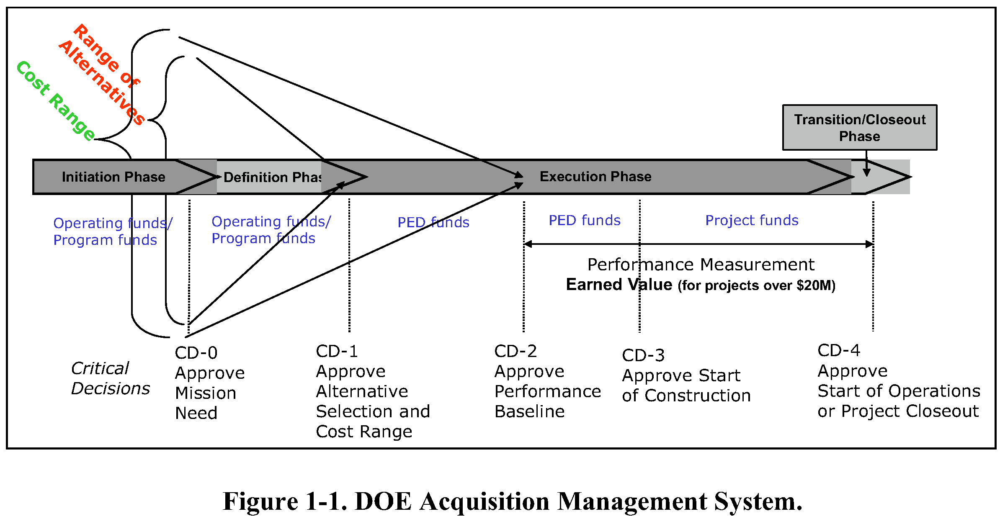 Range of
Alternatives
Cost Range
Transition/Closeout
Phase
Initiation Phase
Definition Phas
Execution Phase
Operating funds/
Program funds
Operating funds/
Program funds
PED funds
PED funds
Project funds
Performance Measurement
Earned Value (for projects over $20M)
Critical
Decisions
CD-0
Approve
Mission
Need
CD-1
Approve
Alternative
Selection and
Cost Range
CD-2
Approve
Performance
Baseline
CD-3
Approve Start
of Construction
CD-4
Approve
Start of Operations
or Project Closeout
Figure 1-1. DOE Acquisition Management System.